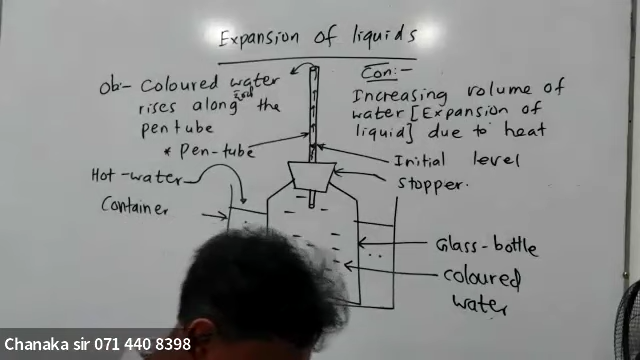 Expansion of liquids
Ob:- Coloured water
rises along the
pen tube
* Pen-tube
Con:-
Increasing volume of
water [Expansion of
liquid] due to heat
Initial level
Stopper.
Hot-water
Container
Glass-bottle
coloured
water
Chanaka sir 071 440 8398